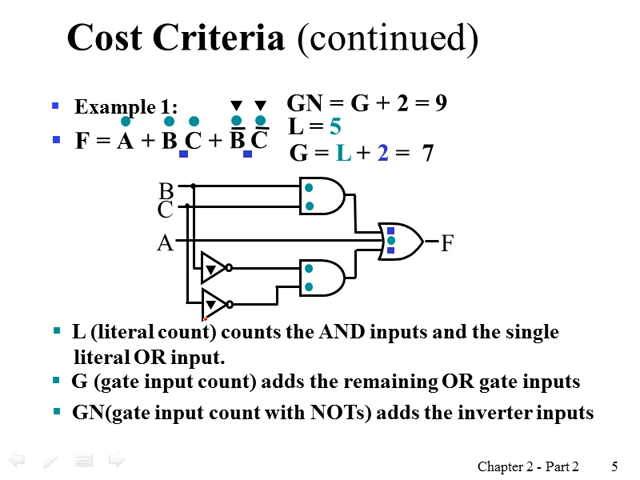 Cost Criteria (continued)
Example 1:
GN = G + 2 = 9
L = 5
F = A + B C + B̅ C̅
G = L + 2 = 7
B
C
A
F
L (literal count) counts the AND inputs and the single
literal OR input.
G (gate input count) adds the remaining OR gate inputs
GN(gate input count with NOTs) adds the inverter inputs
Chapter 2 - Part 2 5